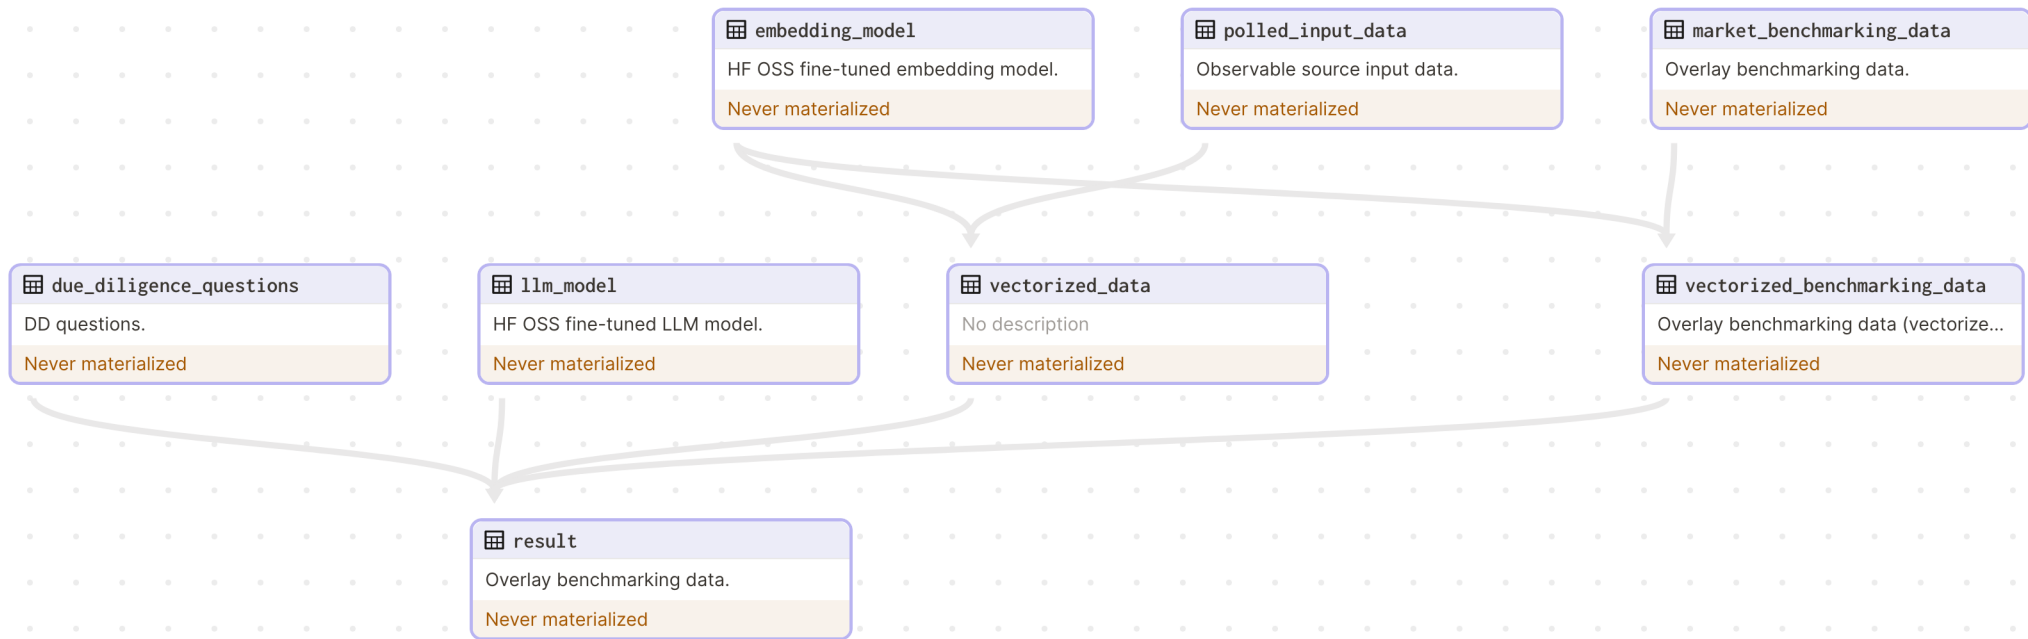 embedding_model
HF OSS fine-tuned embedding model.
Never materialized
polled_input_data
Observable source input data.
Never materialized
market_benchmarking_data
Overlay benchmarking data.
Never materialized
due_diligence_questions
DD questions.
Never materialized
llm_model
HF OSS fine-tuned LLM model.
Never materialized
vectorized_data
No description
Never materialized
vectorized_benchmarking_data
Overlay benchmarking data (vectorize...
Never materialized
result
Overlay benchmarking data.
Never materialized